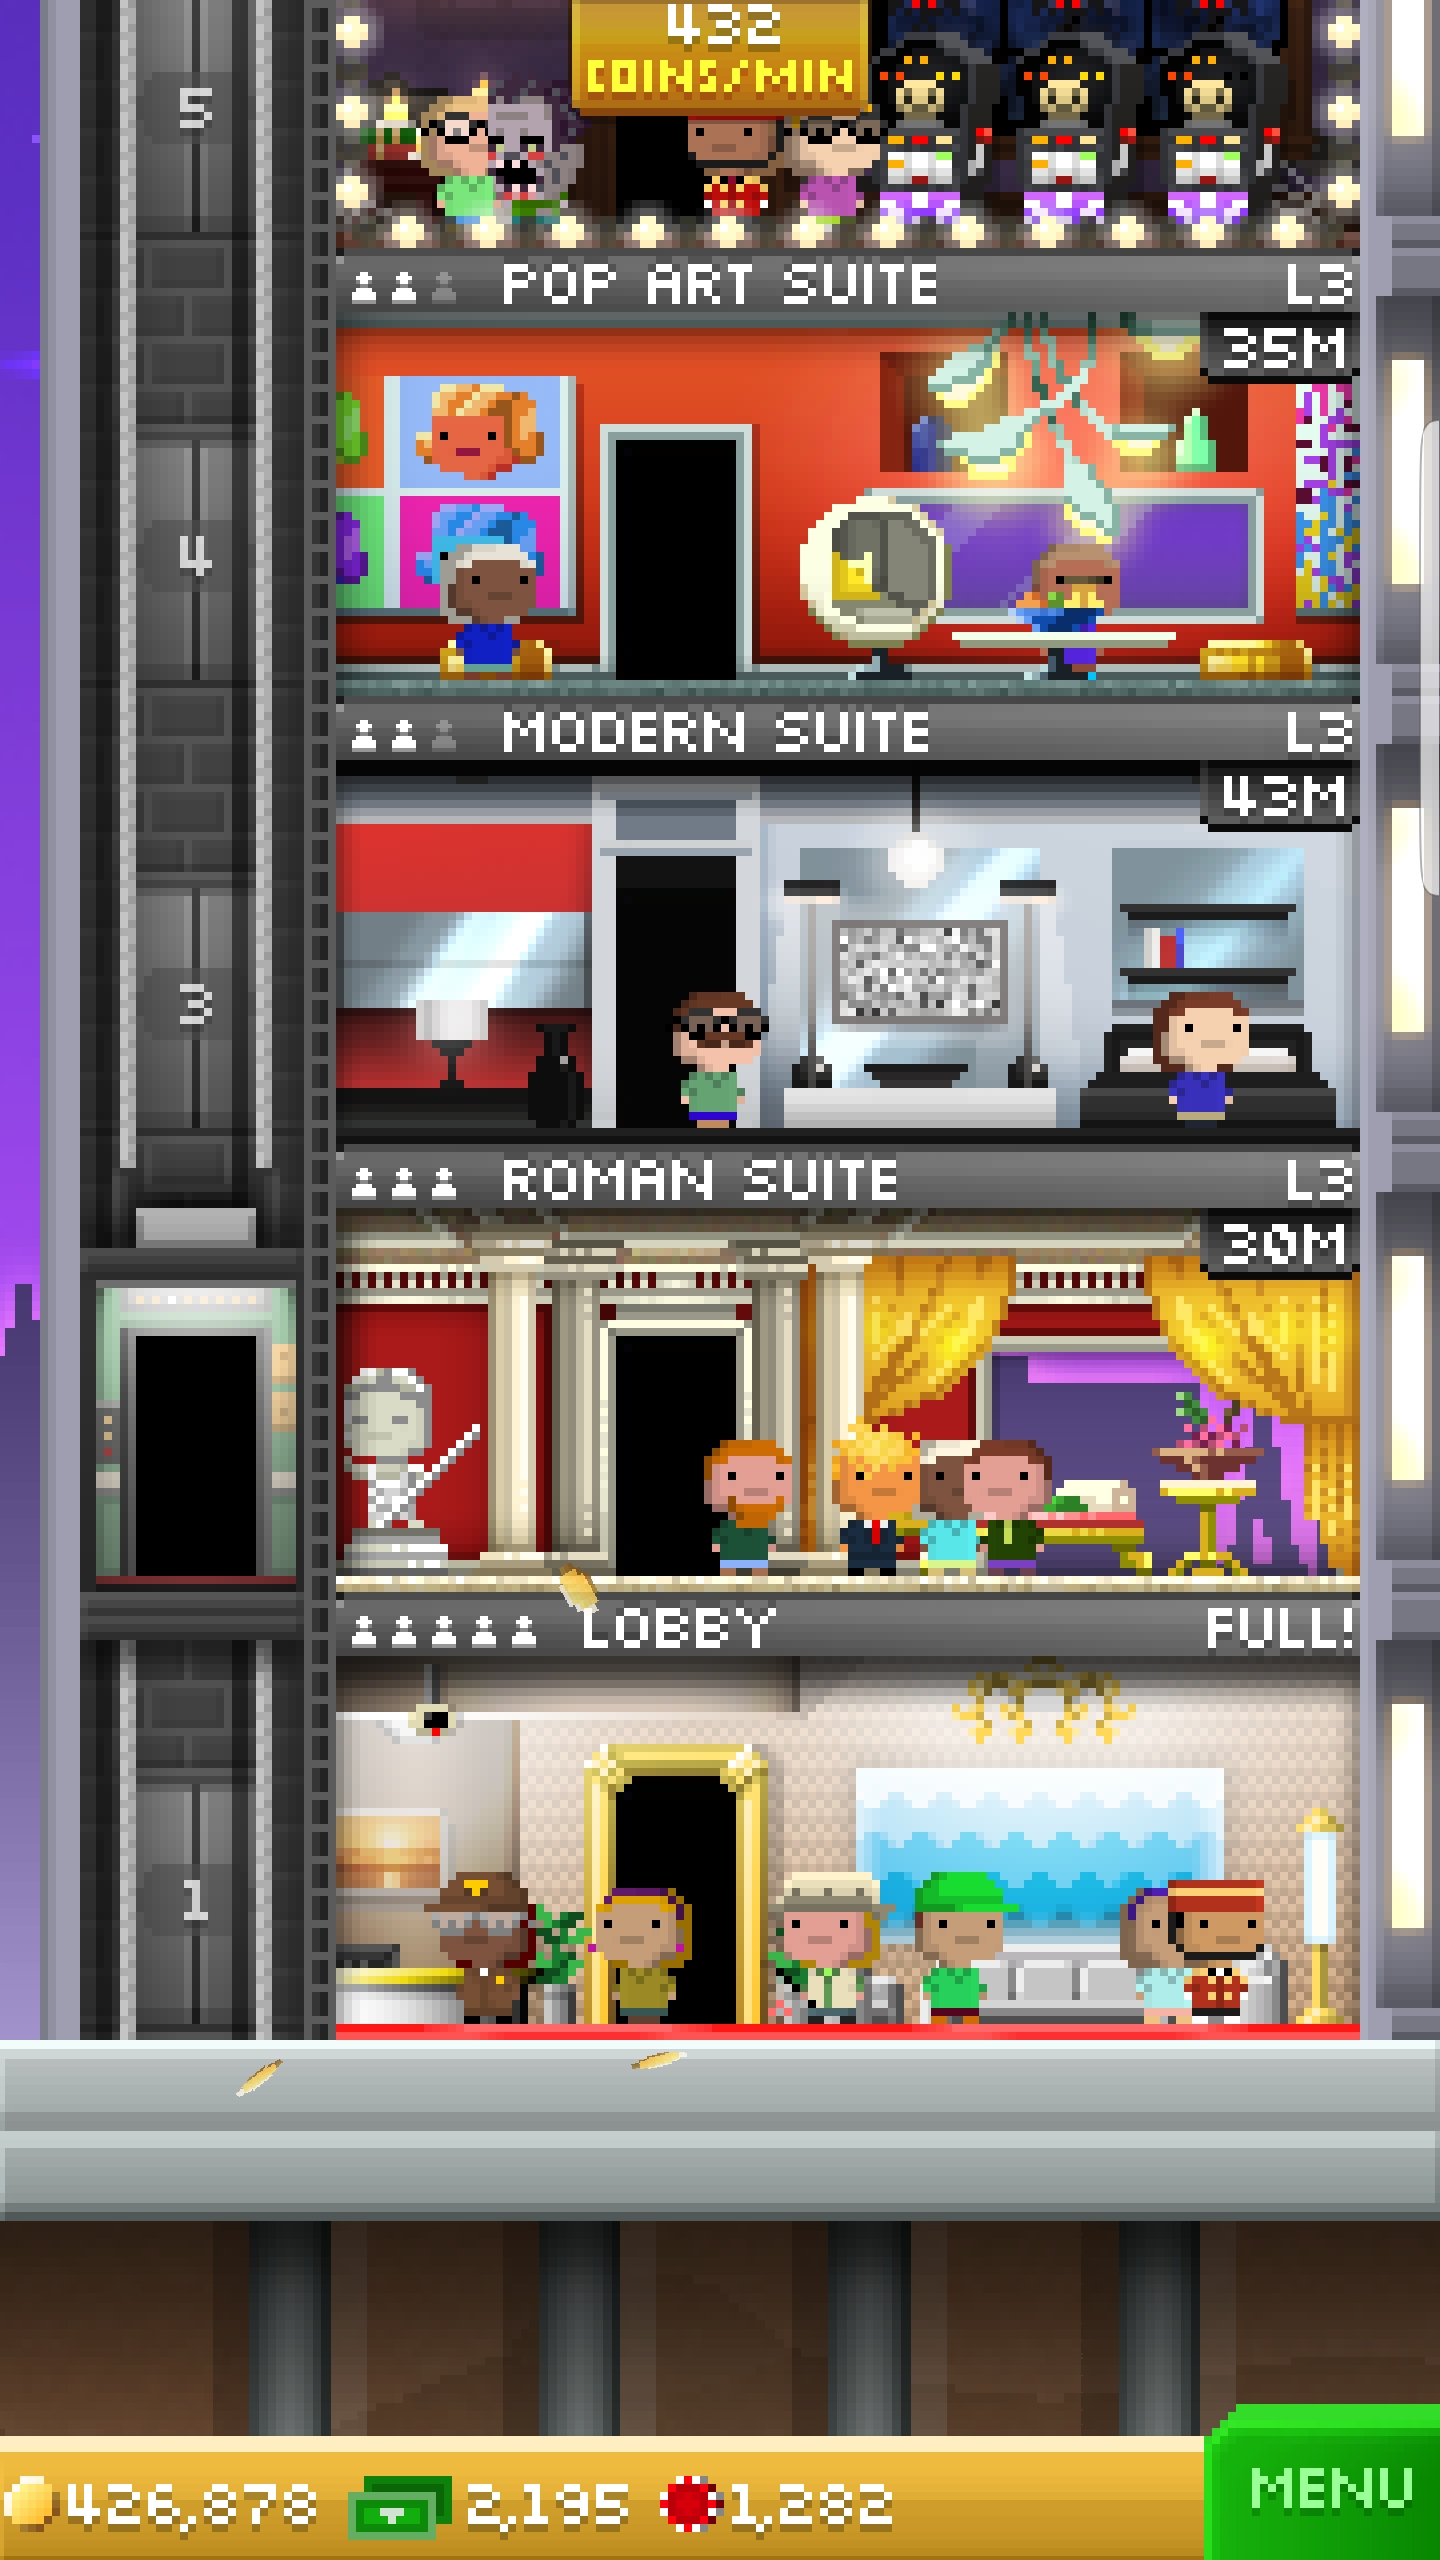 432
COINS/MIN
5
POP ART SUITE L3
35M
4
MODERN SUITE L3
43M
3
ROMAN SUITE L3
30M
LOBBY FULL!
1
426,878 2,195 1,282 MENU